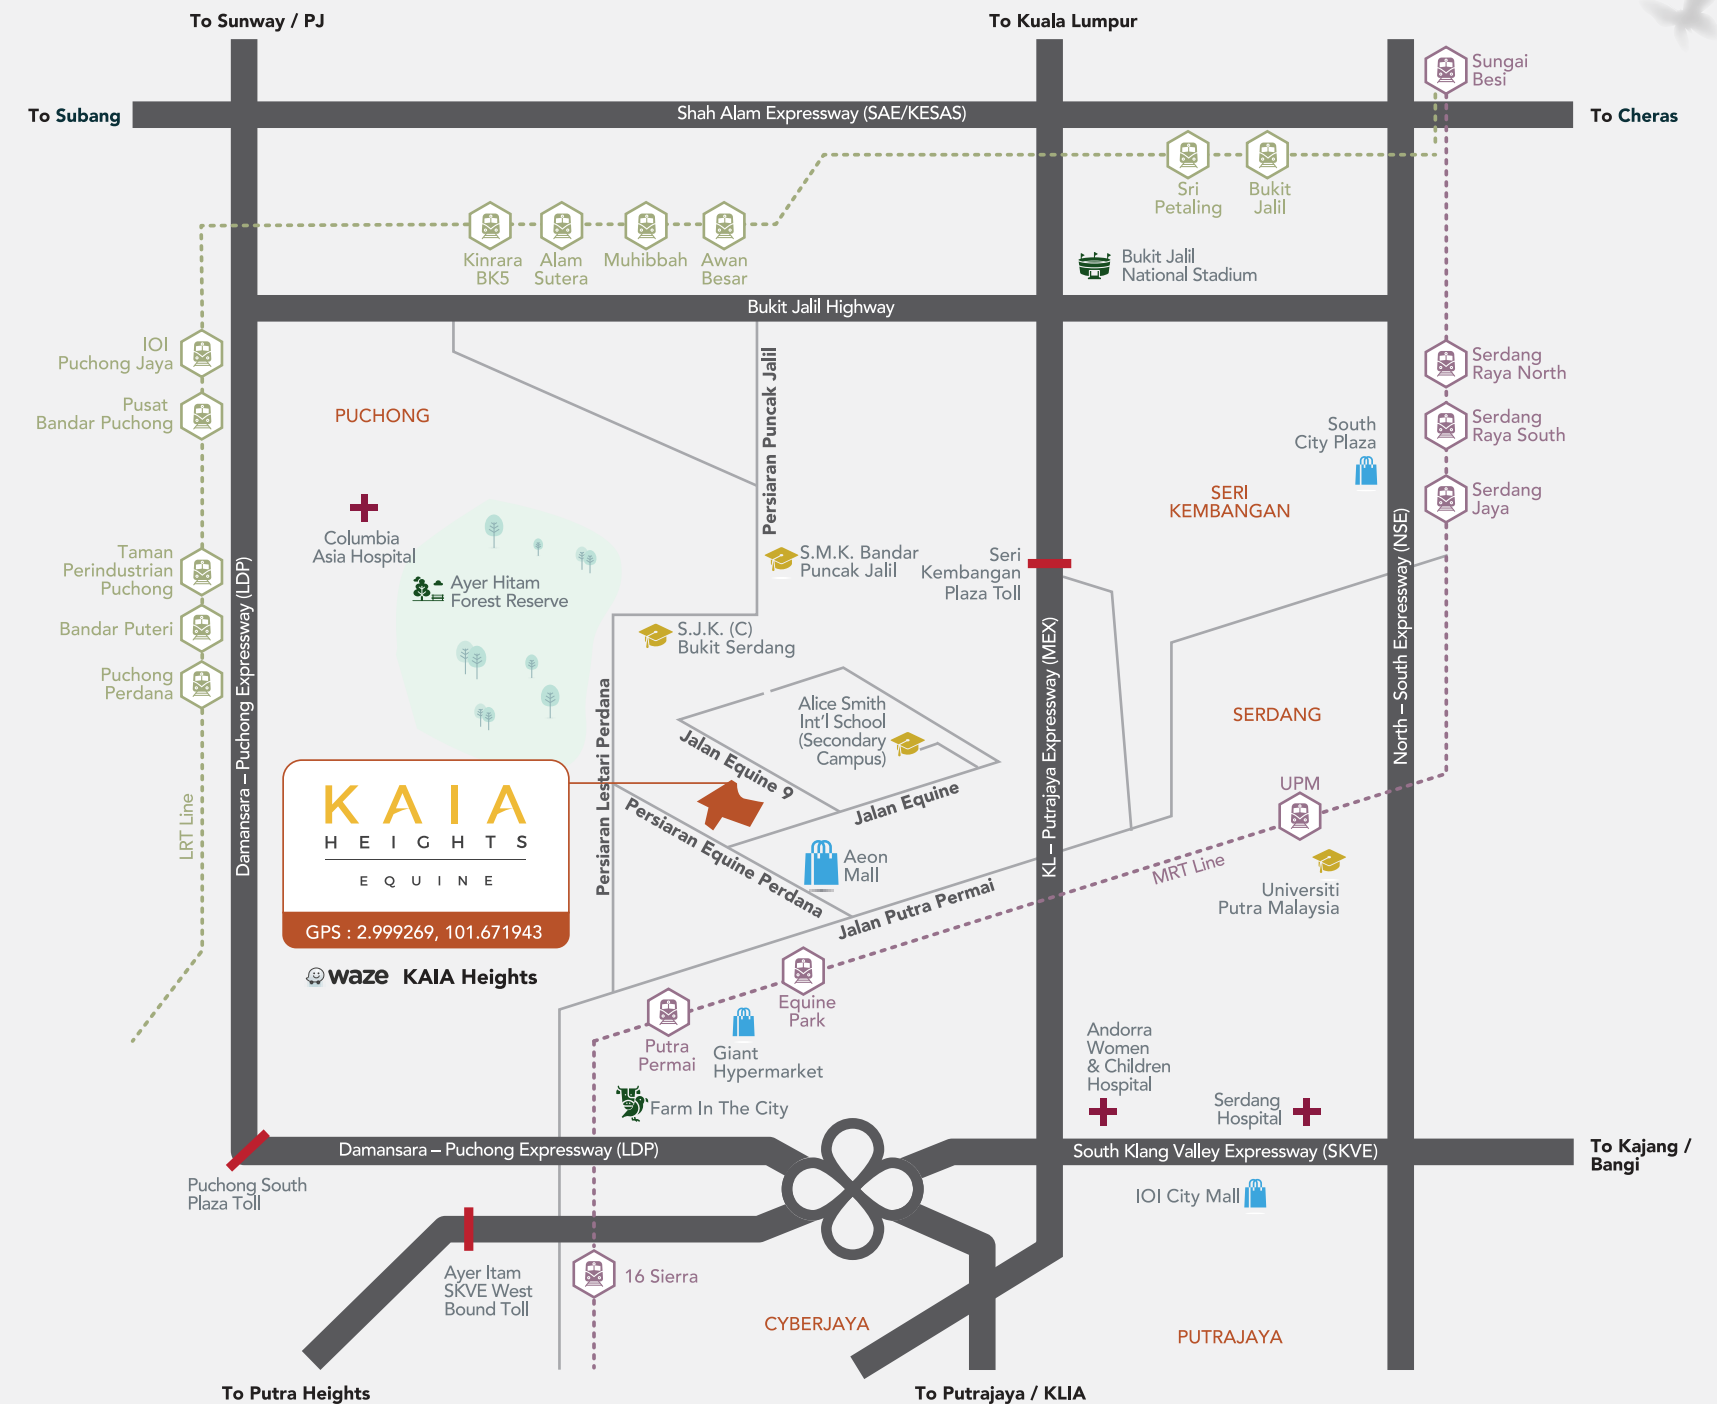 To Sunway / PJ
To Kuala Lumpur
Sungai
Besi
To Subang
Shah Alam Expressway (SAE/KESAS)
To Cheras
Sri
Petaling
Bukit
Jalil
Kinrara
BK5
Alam
Sutera
Muhibbah
Awan
Besar
Bukit Jalil
National Stadium
Bukit Jalil Highway
IOI
Puchong Jaya
Pusat
Bandar Puchong
PUCHONG
Persiaran Puncak Jalil
Serdang
Raya North
Serdang
Raya South
South
City Plaza
SERI
KEMBANGAN
Serdang
Jaya
Columbia
Asia Hospital
Taman
Perindustrian
Puchong
Bandar Puteri
Puchong
Perdana
Ayer Hitam
Forest Reserve
S.M.K. Bandar
Puncak Jalil
Seri
Kembangan
Plaza Toll
S.J.K. (C)
Bukit Serdang
Damansara – Puchong Expressway (LDP)
Persiaran Lestari Perdana
KL – Putrajaya Expressway (MEX)
North – South Expressway (NSE)
Alice Smith
Int'l School
(Secondary
Campus)
SERDANG
Jalan Equine 9
Jalan Equine
Persiaran Equine Perdana
UPM
LRT Line
KAIA
HEIGHTS
EQUINE
GPS : 2.999269, 101.671943
waze KAIA Heights
Aeon
Mall
MRT Line
Universiti
Putra Malaysia
Jalan Putra Permai
Equine
Park
Putra
Permai
Giant
Hypermarket
Farm In The City
Andorra
Women
& Children
Hospital
Serdang
Hospital
Damansara – Puchong Expressway (LDP)
South Klang Valley Expressway (SKVE)
To Kajang /
Bangi
Puchong South
Plaza Toll
IOI City Mall
Ayer Itam
SKVE West
Bound Toll
16 Sierra
CYBERJAYA
PUTRAJAYA
To Putra Heights
To Putrajaya / KLIA